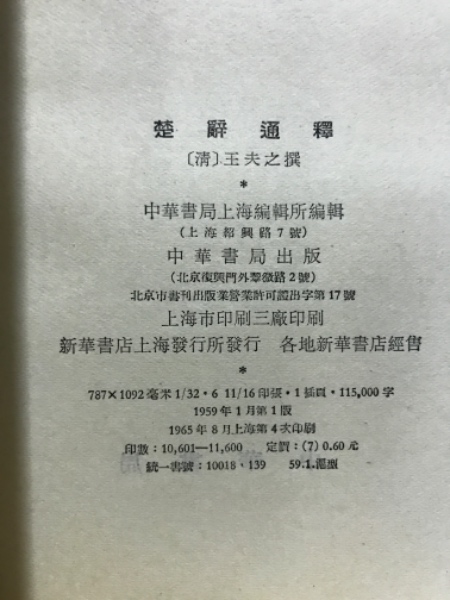 楚辭通釋
〔清〕王夫之撰
*
中華書局上海編輯所編輯
(上海紹興路7號)
中華書局出版
(北京復興門外翠微路2號)
北京市書刊出版業營業許可證出字第17號
上海市印刷三廠印刷
新華書店上海發行所發行 各地新華書店經售
*
787×1092毫米 1/32·6 11/16印張·1插頁·115,000字
1959年1月第1版
1965年8月上海第4次印刷
印數:10,601—11,600 定價:(7) 0.60元
統一書號:10018·139 59.1.滬型